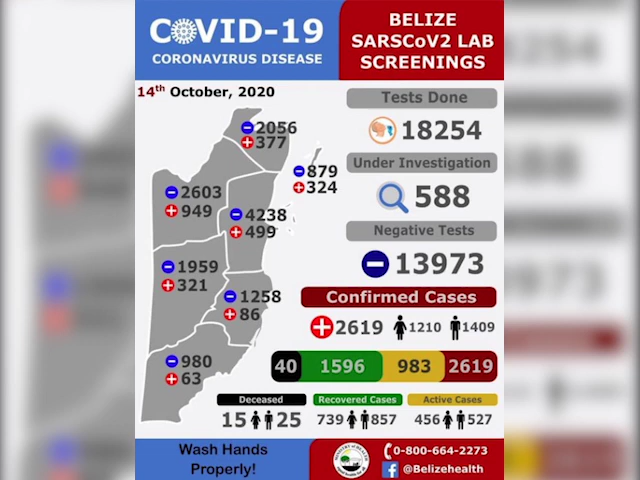 COVID-19
CORONAVIRUS DISEASE
BELIZE
SARSCoV2 LAB
SCREENINGS
14th October, 2020
2056
377
879
324
2603
949
4238
499
1959
321
1258
86
980
63
Tests Done
18254
Under Investigation
588
Negative Tests
13973
Confirmed Cases
2619 1210 1409
40 1596 983 2619
Deceased Recovered Cases Active Cases
15 25 739 857 456 527
Wash Hands
Properly!
0-800-664-2273
@Belizehealth